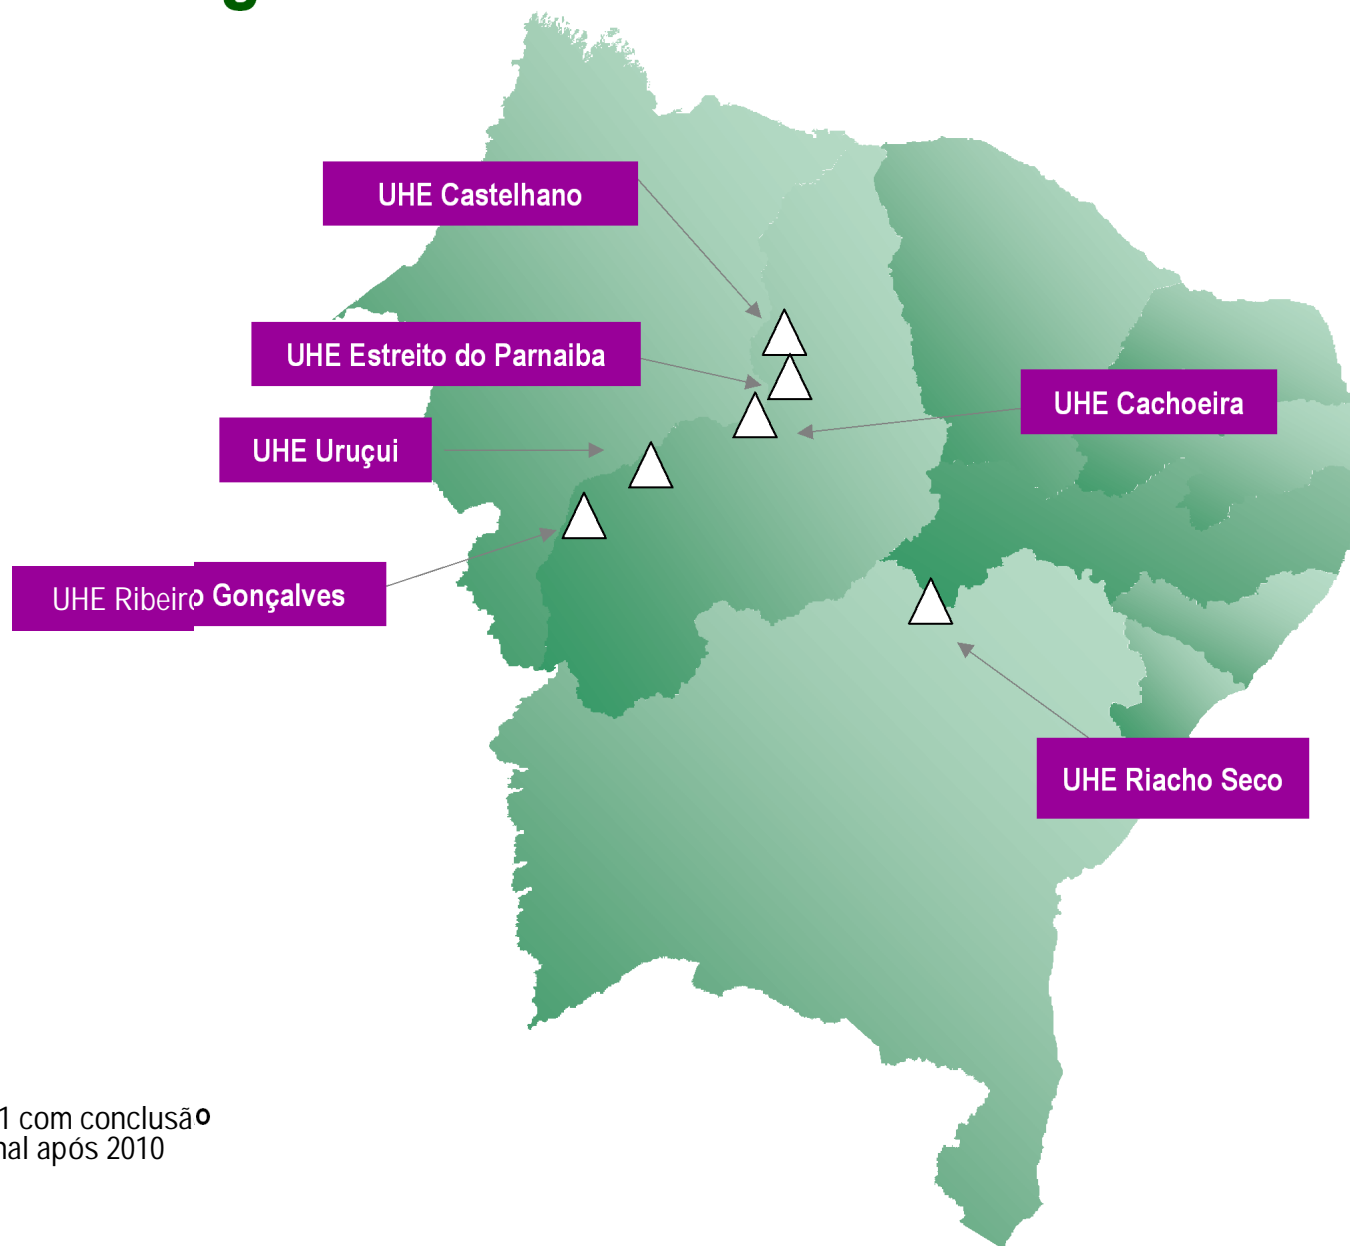 g
UHE Castelhano
UHE Estreito do Parnaiba
UHE Cachoeira
UHE Uruçui
UHE Ribeiro Gonçalves
UHE Riacho Seco
1 com conclusão
nal após 2010